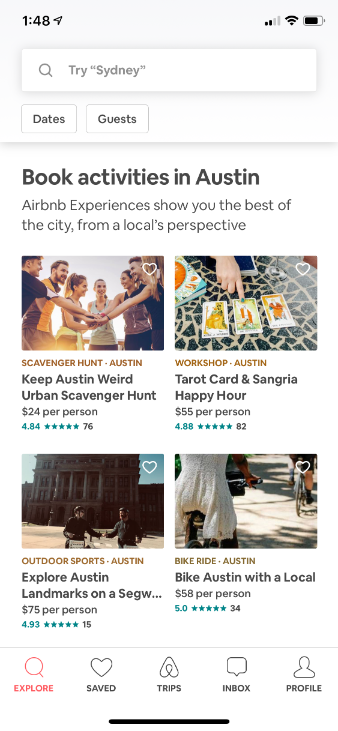 1:48
Try “Sydney”
Dates
Guests
Book activities in Austin
Airbnb Experiences show you the best of
the city, from a local’s perspective
SCAVENGER HUNT · AUSTIN
Keep Austin Weird
Urban Scavenger Hunt
$24 per person
4.84 ★★★★★ 76
WORKSHOP · AUSTIN
Tarot Card & Sangria
Happy Hour
$55 per person
4.88 ★★★★★ 82
OUTDOOR SPORTS · AUSTIN
Explore Austin
Landmarks on a Segw...
$75 per person
4.93 ★★★★★ 15
BIKE RIDE · AUSTIN
Bike Austin with a Local
$58 per person
5.0 ★★★★★ 34
EXPLORE
SAVED
TRIPS
INBOX
PROFILE